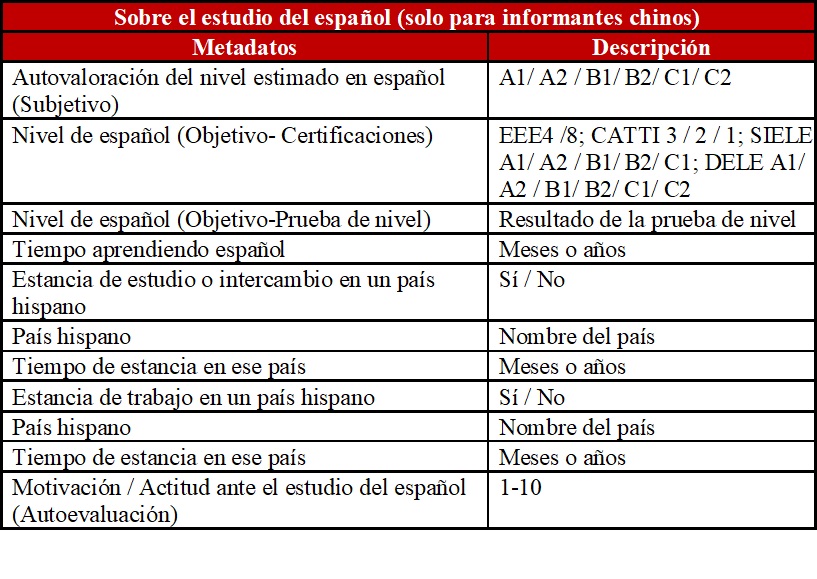 Sobre el estudio del español (solo para informantes chinos)
Metadatos Descripción
Autovaloración del nivel estimado en español A1/ A2 / B1/ B2/ C1/ C2
(Subjetivo)
Nivel de español (Objetivo- Certificaciones) EEE4 /8; CATTI 3 / 2 / 1; SIELE
A1/ A2 / B1/ B2/ C1; DELE A1/
A2 / B1/ B2/ C1/ C2
Nivel de español (Objetivo-Prueba de nivel) Resultado de la prueba de nivel
Tiempo aprendiendo español Meses o años
Estancia de estudio o intercambio en un país Sí / No
hispano
País hispano Nombre del país
Tiempo de estancia en ese país Meses o años
Estancia de trabajo en un país hispano Sí / No
País hispano Nombre del país
Tiempo de estancia en ese país Meses o años
Motivación / Actitud ante el estudio del español 1-10
(Autoevaluación)